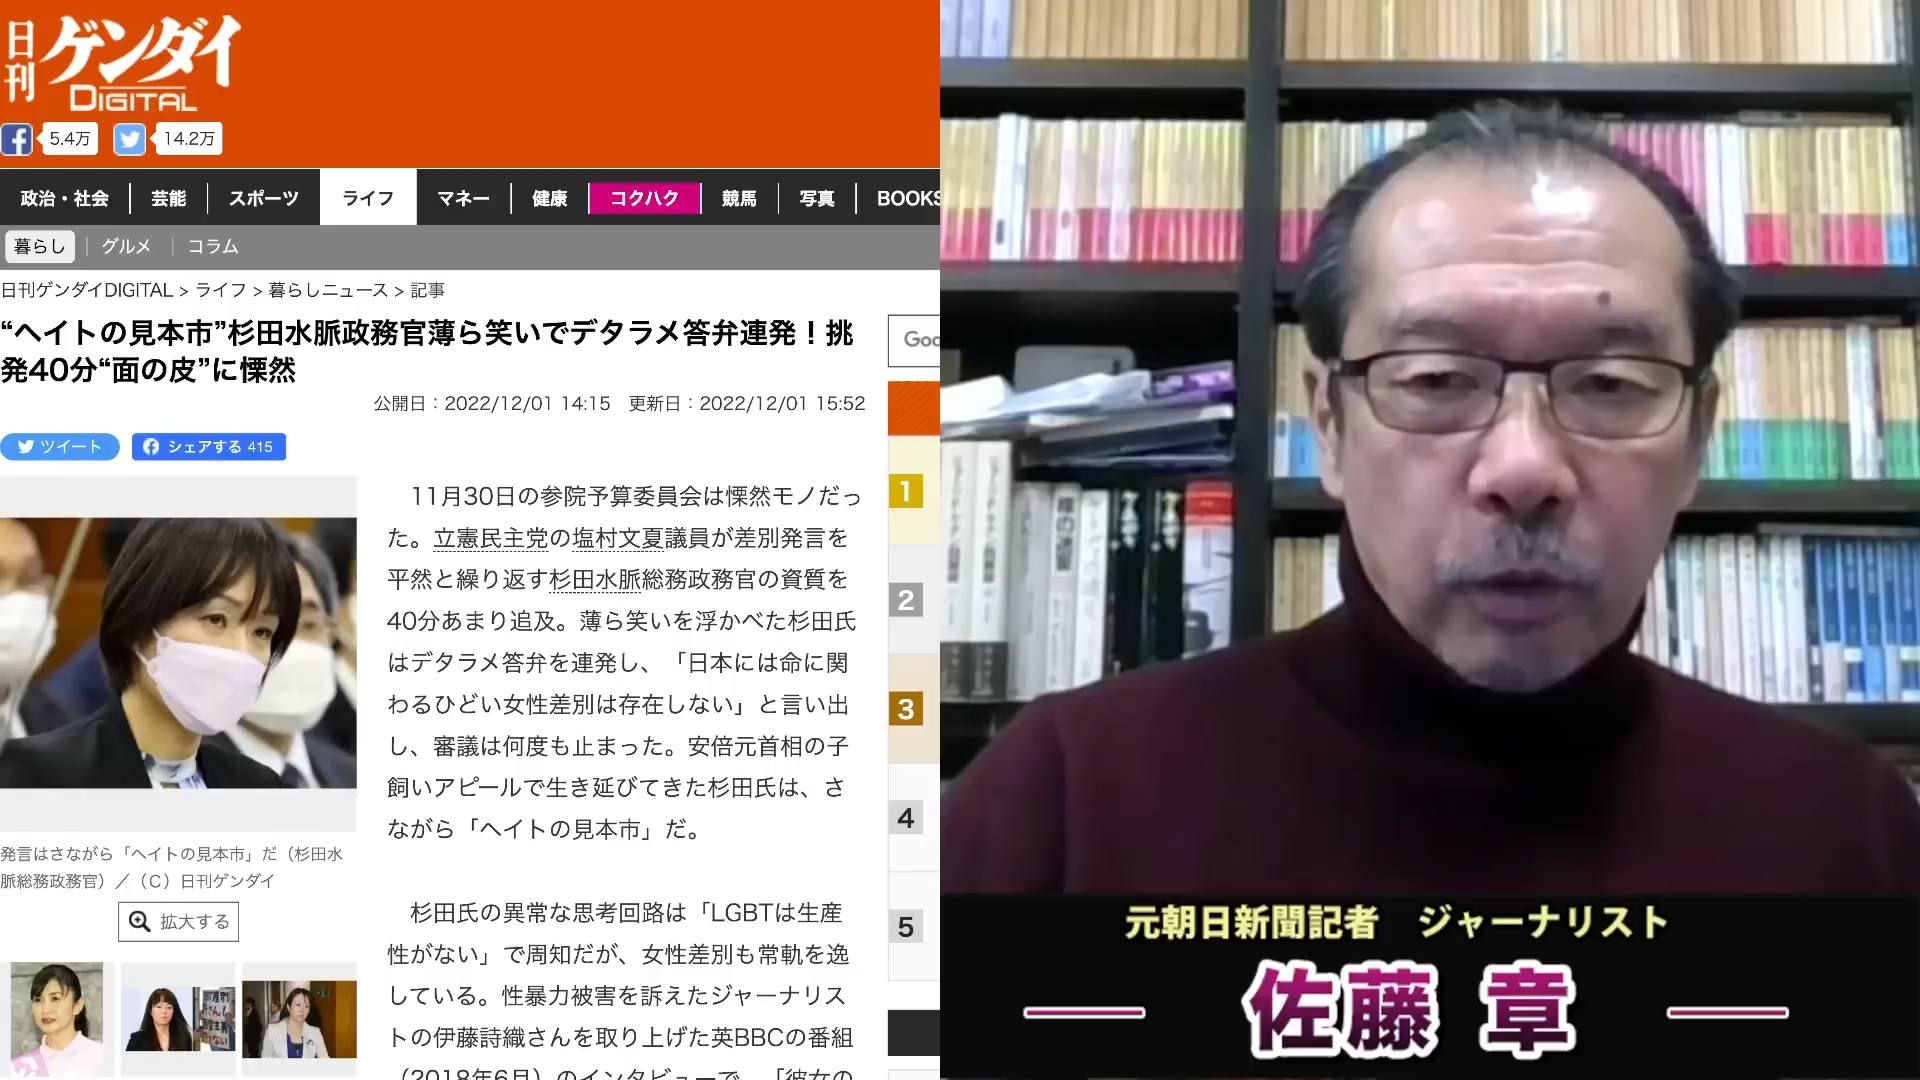 日刊ゲンダイ
DIGITAL
5.4万
14.2万
政治・社会 芸能 スポーツ ライフ マネー 健康 コクハク 競馬 写真 BOOKS
暮らし グルメ コラム
日刊ゲンダイDIGITAL > ライフ > 暮らしニュース > 記事
“ヘイトの見本市”杉田水脈政務官薄ら笑いでデタラメ答弁連発！挑
発40分“面の皮”に慄然
公開日：2022/12/01 14:15 更新日：2022/12/01 15:52
ツイート
シェアする 415
11月30日の参院予算委員会は慄然モノだっ
た。立憲民主党の塩村文夏議員が差別発言を
平然と繰り返す杉田水脈総務政務官の資質を
40分あまり追及。薄ら笑いを浮かべた杉田氏
はデタラメ答弁を連発し、「日本には命に関
わるひどい女性差別は存在しない」と言い出
し、審議は何度も止まった。安倍元首相の子
飼いアピールで生き延びてきた杉田氏は、さ
ながら「ヘイトの見本市」だ。
発言はさながら「ヘイトの見本市」だ（杉田水
脈総務政務官）／（Ｃ）日刊ゲンダイ
拡大する
杉田氏の異常な思考回路は「LGBTは生産
性がない」で周知だが、女性差別も常軌を逸
している。性暴力被害を訴えたジャーナリス
トの伊藤詩織さんを取り上げた英BBCの番組
（2018年6月）のインタビューで、「彼女の
Goo
1
2
3
4
5
元朝日新聞記者 ジャーナリスト
佐藤 章